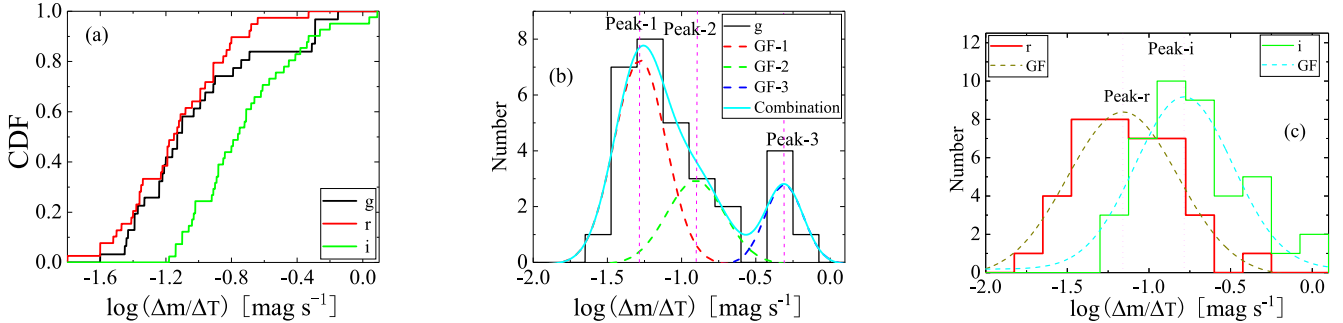 (a)
CDF
1.0
0.8
0.6
0.4
0.2
0.0
g
r
i
-1.6 -1.2 -0.8 -0.4 0.0
log (Δm/ΔT) [mag s⁻¹]
(b)
Number
8
6
4
2
0
Peak-1
Peak-2
Peak-3
g
GF-1
GF-2
GF-3
Combination
-2.0 -1.5 -1.0 -0.5 0.0
log (Δm/ΔT) [mag s⁻¹]
(c)
Number
12
10
8
6
4
2
0
r
GF
Peak-i
i
GF
Peak-r
-2.0 -1.5 -1.0 -0.5 0.0
log (Δm/ΔT) [mag s⁻¹]